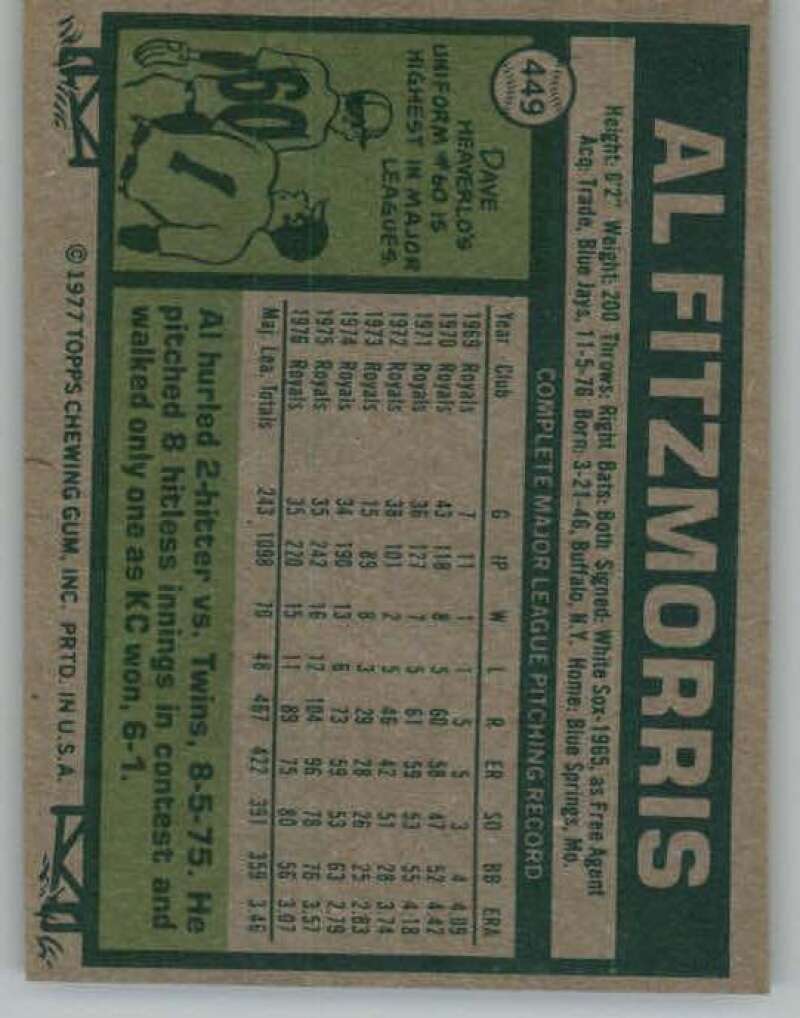 449
AL FITZMORRIS
Height: 6'2" Weight: 200 Throws: Right Bats: Both Signed: White Sox-1965, as Free Agent
Acq: Trade, Blue Jays, 11-5-76 Born: 3-21-46, Buffalo, N.Y. Home: Blue Springs, Mo.
DAVE
HEAVERLO'S
UNIFORM #60 IS
HIGHEST IN MAJOR
LEAGUES.
60
1
COMPLETE MAJOR LEAGUE PITCHING RECORD
Year Club G IP W L R ER SO BB ERA
1969 Royals 7 11 1 1 5 5 3 4 4.09
1970 Royals 43 118 8 5 60 58 47 52 4.42
1971 Royals 36 127 7 5 61 59 53 55 4.18
1972 Royals 38 101 2 5 46 42 51 28 3.74
1973 Royals 15 89 8 3 29 28 26 25 2.83
1974 Royals 34 190 13 6 73 59 53 63 2.79
1975 Royals 35 242 16 12 104 96 78 76 3.57
1976 Royals 35 220 15 11 89 75 80 56 3.07
Maj. Lea. Totals 243 1098 70 48 467 422 391 359 3.46
Al hurled 2-hitter vs. Twins, 8-5-75. He
pitched 8 hitless innings in contest and
walked only one as KC won, 6-1.
©1977 TOPPS CHEWING GUM, INC. PRTD. IN U.S.A.